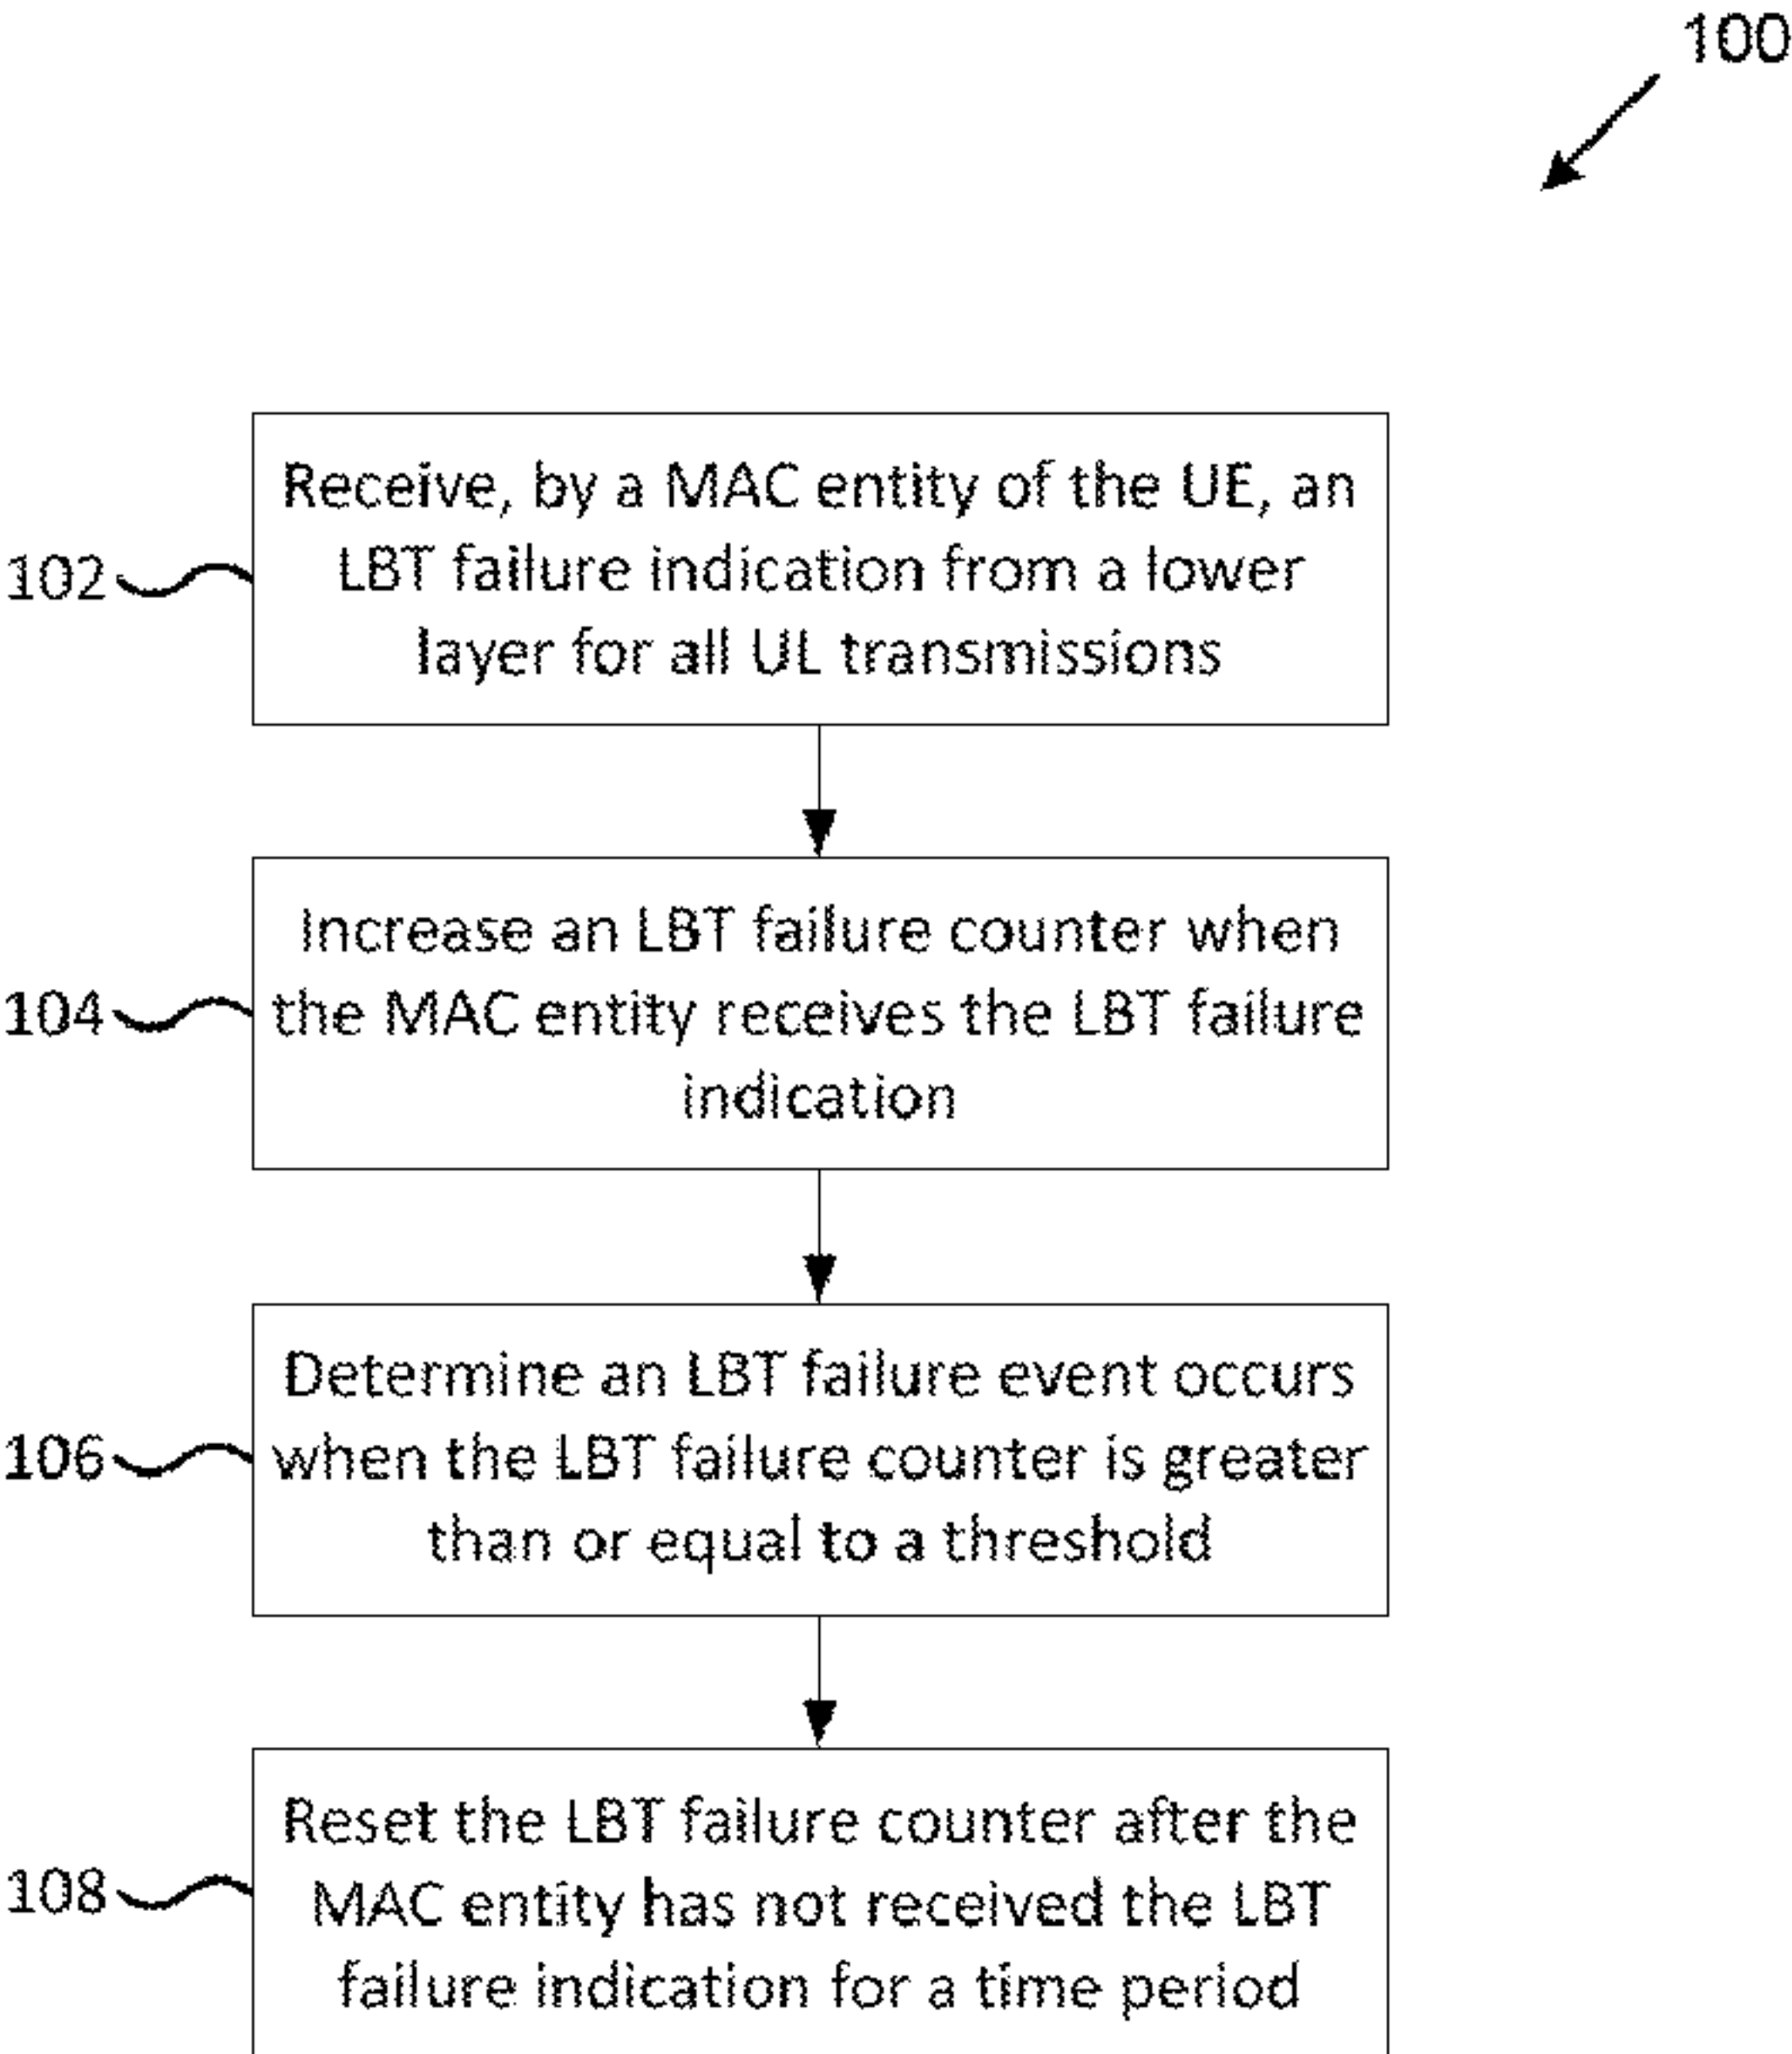 100
Receive, by a MAC entity of the UE, an
LBT failure indication from a lower
layer for all UL transmissions
102
Increase an LBT failure counter when
the MAC entity receives the LBT failure
indication
104
Determine an LBT failure event occurs
when the LBT failure counter is greater
than or equal to a threshold
106
Reset the LBT failure counter after the
MAC entity has not received the LBT
failure indication for a time period
108